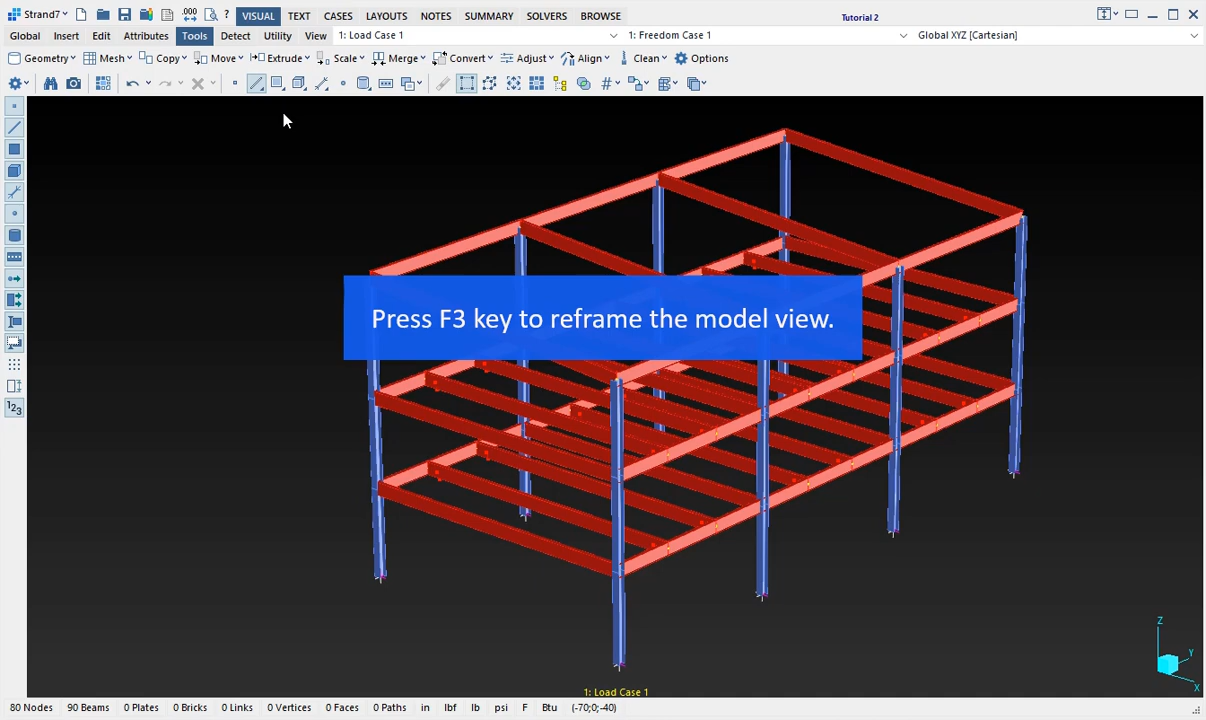 Strand7 .000 ? VISUAL TEXT CASES LAYOUTS NOTES SUMMARY SOLVERS BROWSE Tutorial 2
Global Insert Edit Attributes Tools Detect Utility View 1: Load Case 1 1: Freedom Case 1 Global XYZ [Cartesian]
Geometry Mesh Copy Move Extrude Scale Merge Convert Adjust Align Clean Options
#
Press F3 key to reframe the model view.
123
Z
Y
X
1: Load Case 1
80 Nodes 90 Beams 0 Plates 0 Bricks 0 Links 0 Vertices 0 Faces 0 Paths in lbf lb psi F Btu (-70;0;-40)